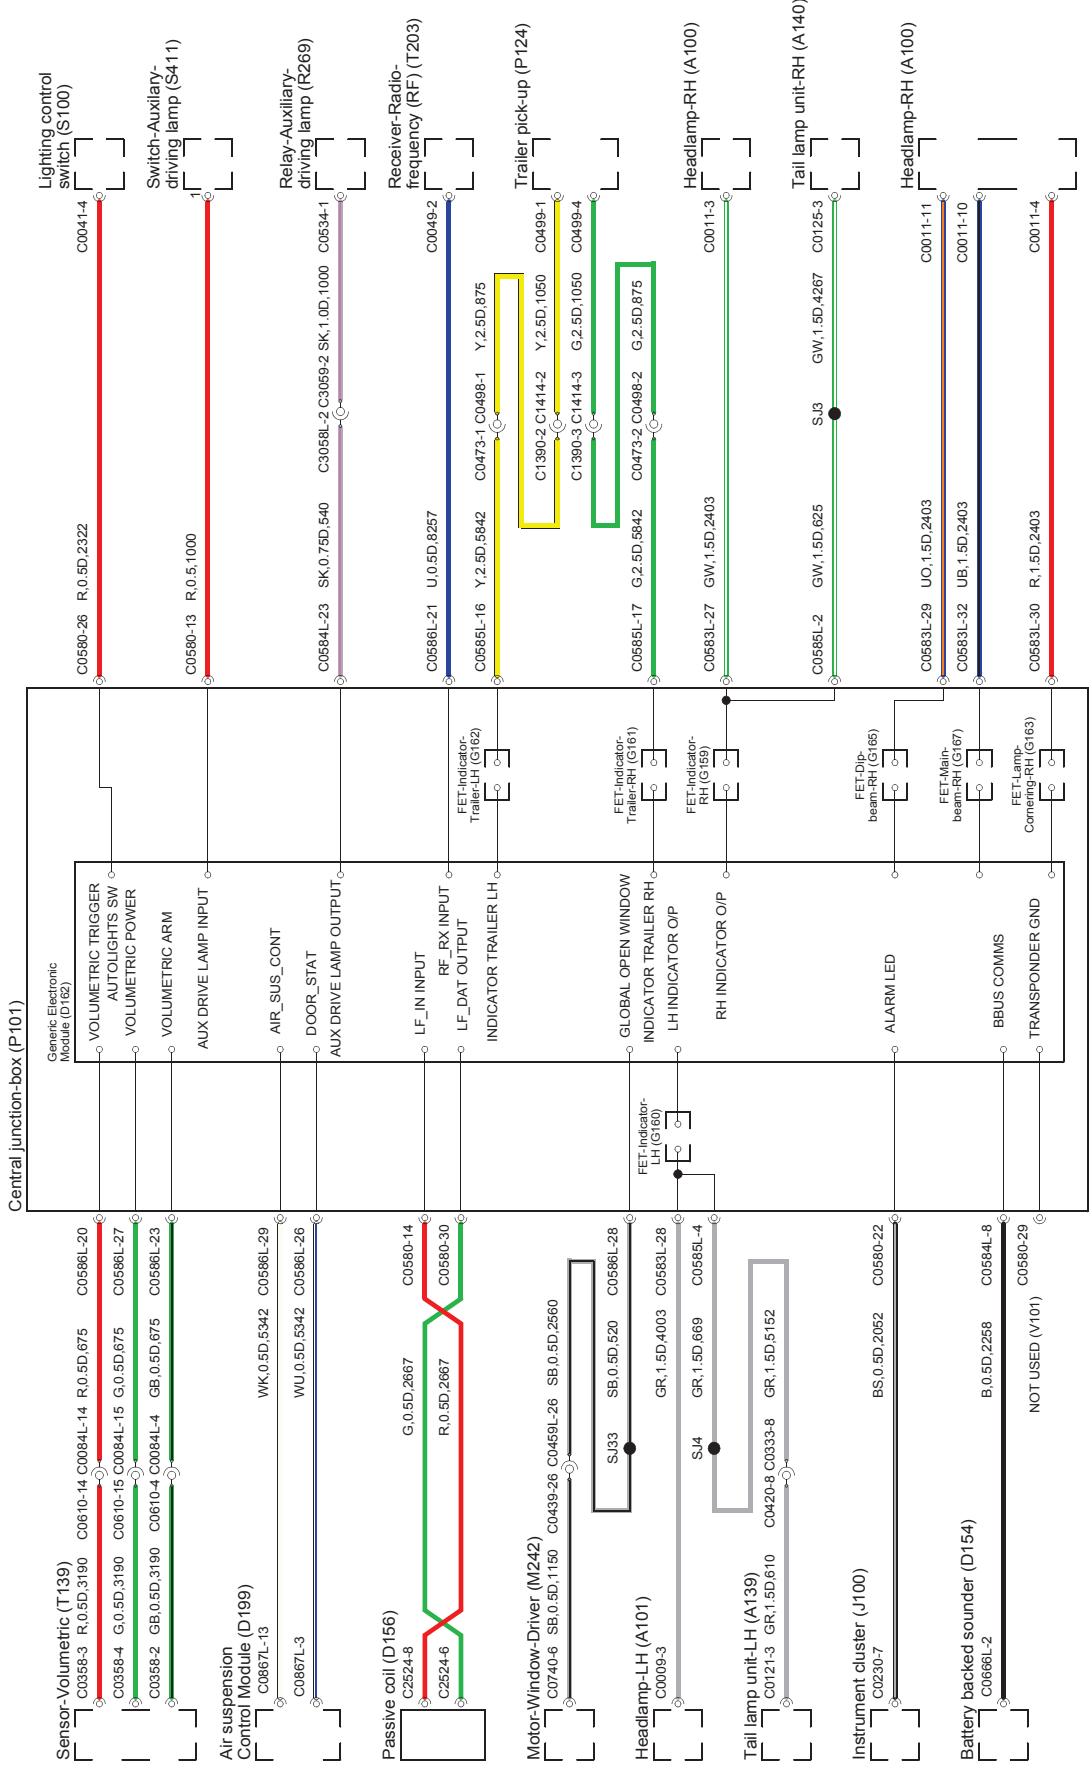 Central junction-box (P101)
Generic Electronic
Module (D162)
Lighting control
switch (S100)
C0041-4
R,0.5D,2322
C0580-26
Switch-Auxilary-
driving lamp (S411)
1
R,0.5,1000
C0580-13
Relay-Auxiliary-
driving lamp (R269)
C0534-1
SK,1.0D,1000
C3059-2
C3058L-2
SK,0.75D,540
C0584L-23
Receiver-Radio-
frequency (RF) (T203)
C0049-2
U,0.5D,8257
C0586L-21
Trailer pick-up (P124)
C0499-1
Y,2.5D,1050
C1414-2
C1390-2
Y,2.5D,875
C0498-1
C0473-1
Y,2.5D,5842
C0585L-16
C0499-4
G,2.5D,1050
C1414-3
C1390-3
G,2.5D,875
C0498-2
C0473-2
G,2.5D,5842
C0585L-17
Headlamp-RH (A100)
C0011-3
GW,1.5D,2403
C0583L-27
Tail lamp unit-RH (A140)
C0125-3
GW,1.5D,4267
SJ3
GW,1.5D,625
C0585L-2
Headlamp-RH (A100)
C0011-11
UO,1.5D,2403
C0583L-29
C0011-10
UB,1.5D,2403
C0583L-32
C0011-4
R,1.5D,2403
C0583L-30
FET-Indicator-
Trailer-LH (G162)
FET-Indicator-
Trailer-RH (G161)
FET-Indicator-
RH (G159)
FET-Dip-
beam-RH (G165)
FET-Main-
beam-RH (G167)
FET-Lamp-
Cornering-RH (G163)
VOLUMETRIC TRIGGER
AUTOLIGHTS SW
VOLUMETRIC POWER
VOLUMETRIC ARM
AUX DRIVE LAMP INPUT
AIR_SUS_CONT
DOOR_STAT
AUX DRIVE LAMP OUTPUT
LF_IN INPUT
RF_RX INPUT
LF_DAT OUTPUT
INDICATOR TRAILER LH
GLOBAL OPEN WINDOW
INDICATOR TRAILER RH
LH INDICATOR O/P
RH INDICATOR O/P
ALARM LED
BBUS COMMS
TRANSPONDER GND
FET-Indicator-
LH (G160)
Sensor-Volumetric (T139)
C0358-3
R,0.5D,3190
C0610-14
C0084L-14
R,0.5D,675
C0586L-20
C0358-4
G,0.5D,3190
C0610-15
C0084L-15
G,0.5D,675
C0586L-27
C0358-2
GB,0.5D,3190
C0610-4
C0084L-4
GB,0.5D,675
C0586L-23
Air suspension
Control Module (D199)
C0867L-13
WK,0.5D,5342
C0586L-29
C0867L-3
WU,0.5D,5342
C0586L-26
Passive coil (D156)
C2524-8
G,0.5D,2667
C0580-14
C2524-6
R,0.5D,2667
C0580-30
Motor-Window-Driver (M242)
C0740-6
SB,0.5D,1150
C0439-26
C0459L-26
SB,0.5D,2560
SJ33
SB,0.5D,520
C0586L-28
Headlamp-LH (A101)
C0009-3
GR,1.5D,4003
C0583L-28
SJ4
GR,1.5D,669
C0585L-4
Tail lamp unit-LH (A139)
C0121-3
GR,1.5D,610
C0420-8
C0333-8
GR,1.5D,5152
Instrument cluster (J100)
C0230-7
BS,0.5D,2052
C0580-22
Battery backed sounder (D154)
C0666L-2
B,0.5D,2258
C0584L-8
C0580-29
NOT USED (V101)